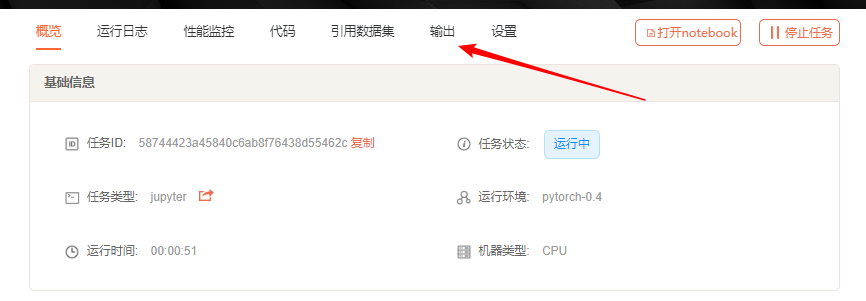 概览 运行日志 性能监控 代码 引用数据集 输出 设置 打开notebook 停止任务
基础信息
任务ID: 58744423a45840c6ab8f76438d55462c 复制 任务状态: 运行中
任务类型: jupyter 运行环境: pytorch-0.4
运行时间: 00:00:51 机器类型: CPU